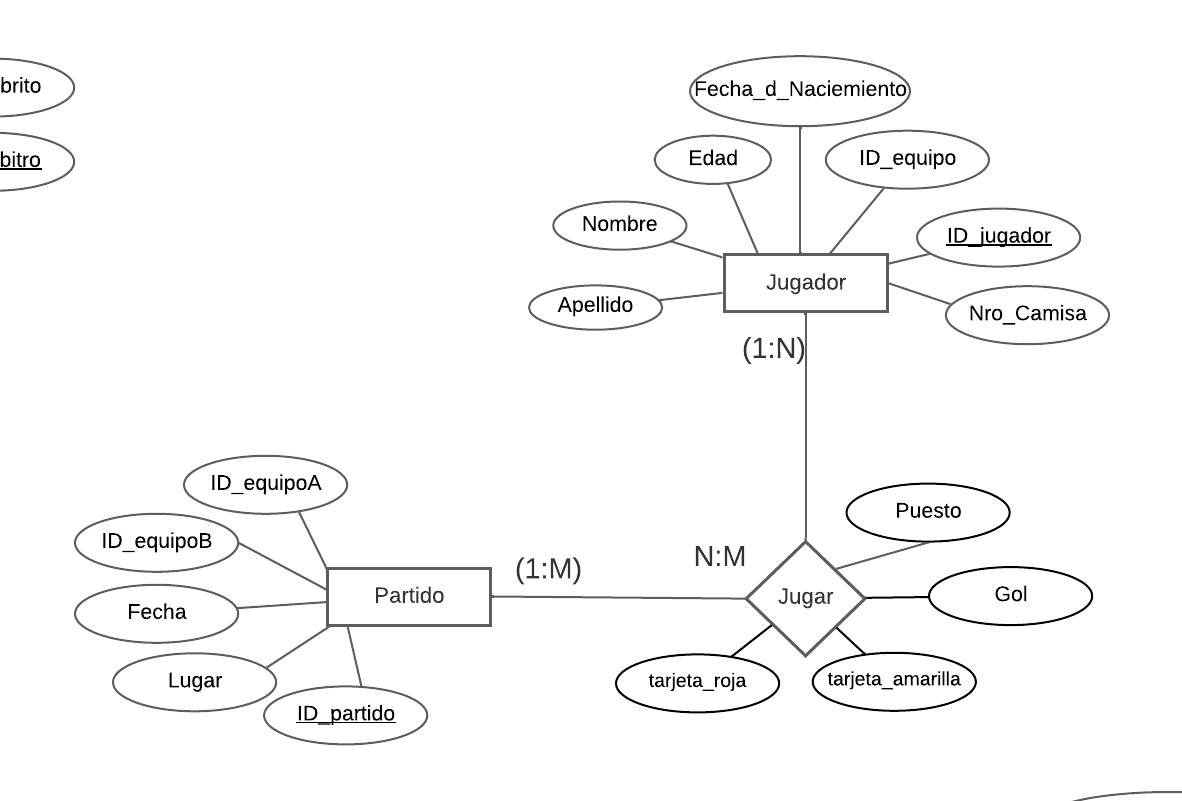 brito
bitro
Fecha_d_Naciemiento
Edad
ID_equipo
Nombre
ID_jugador
Apellido
Jugador
Nro_Camisa
(1:N)
ID_equipoA
ID_equipoB
Puesto
(1:M)
N:M
Fecha
Partido
Jugar
Gol
Lugar
tarjeta_roja
tarjeta_amarilla
ID_partido